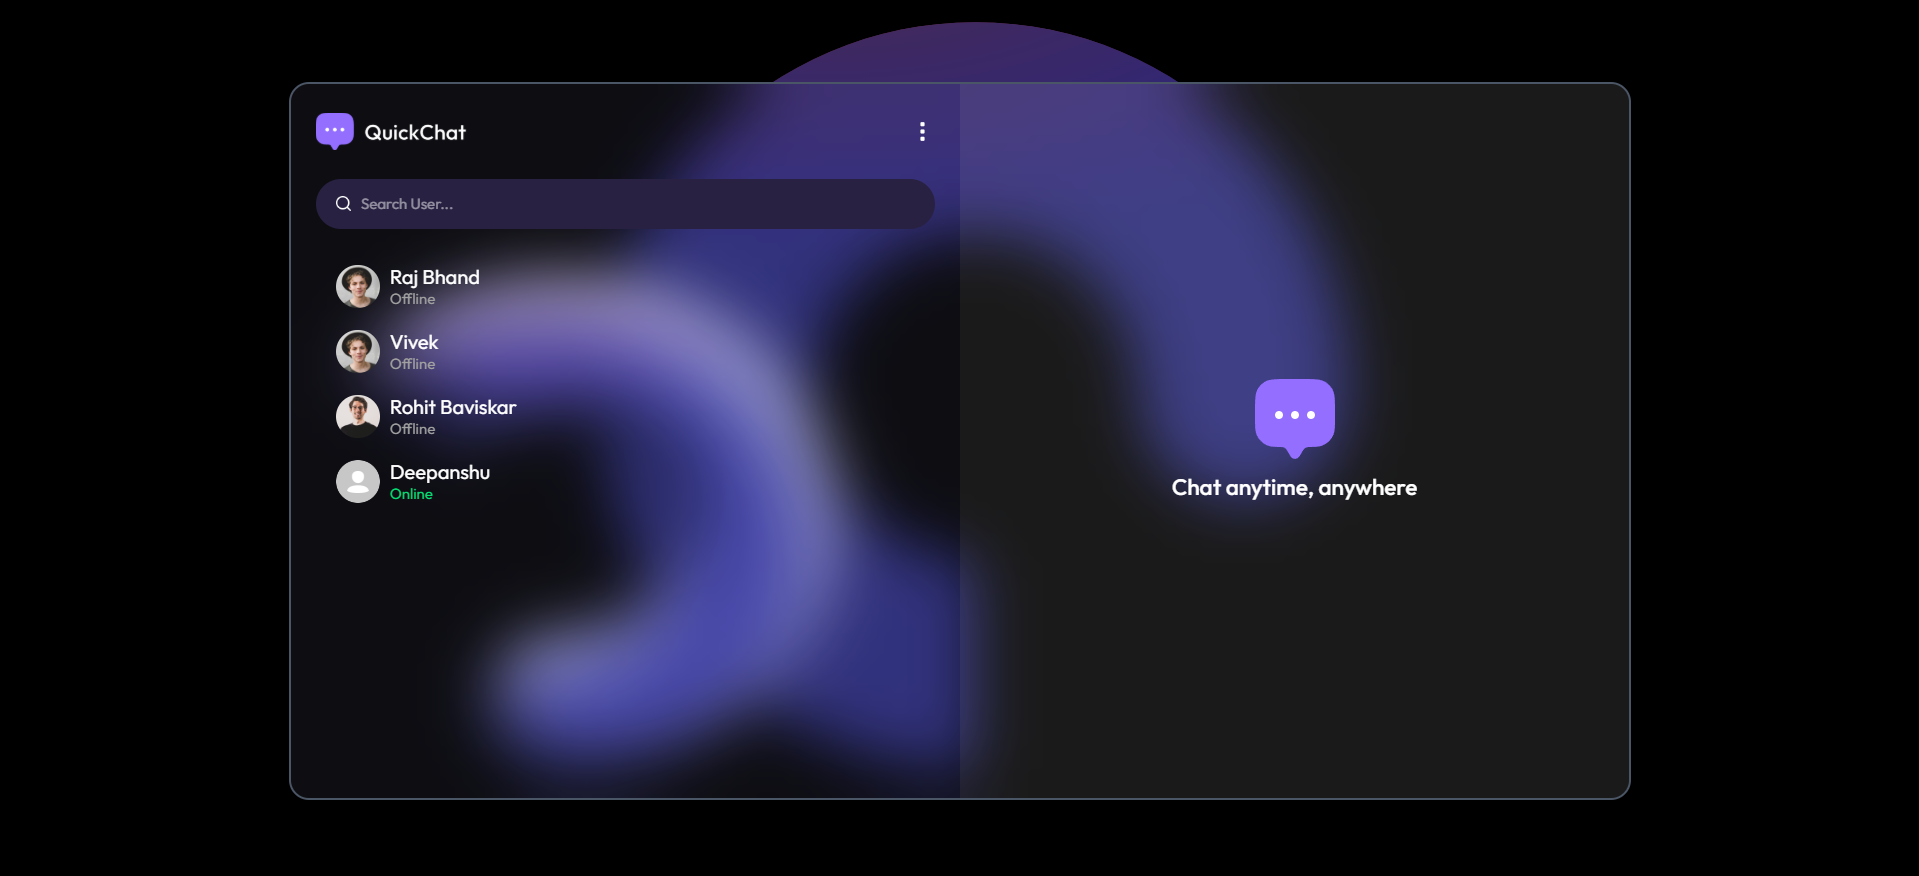 QuickChat
Search User...
Raj Bhand
Offline
Vivek
Offline
Rohit Baviskar
Offline
Deepanshu
Online
Chat anytime, anywhere